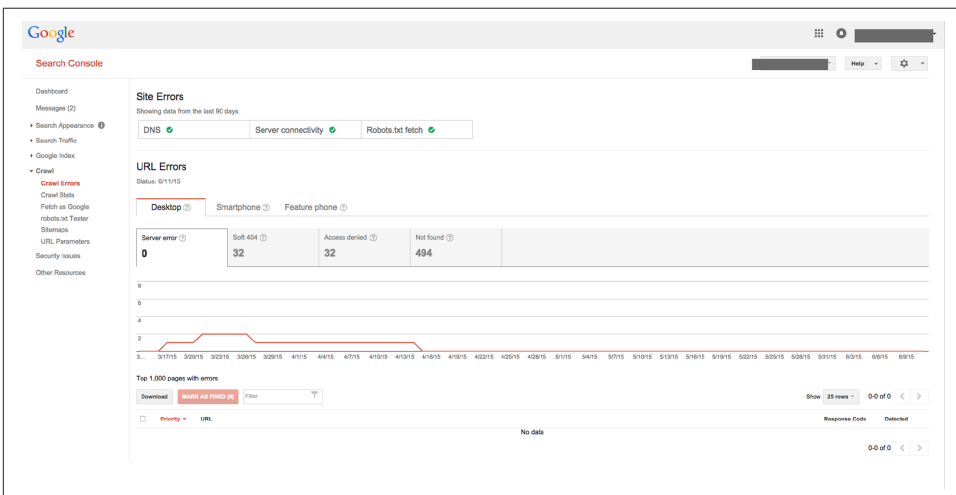 Google
Search Console
Help
Dashboard
Messages (2)
Search Appearance
Search Traffic
Google Index
Crawl
Crawl Errors
Crawl Stats
Fetch as Google
robots.txt Tester
Sitemaps
URL Parameters
Security Issues
Other Resources
Site Errors
Showing data from the last 90 days
DNS Server connectivity Robots.txt fetch
URL Errors
Status: 6/11/15
Desktop Smartphone Feature phone
Server error Soft 404 Access denied Not found
0 32 32 494
8
6
4
2
3... 3/17/15 3/20/15 3/23/15 3/26/15 3/29/15 4/1/15 4/4/15 4/7/15 4/10/15 4/13/15 4/16/15 4/19/15 4/22/15 4/25/15 4/28/15 5/1/15 5/4/15 5/7/15 5/10/15 5/13/15 5/16/15 5/19/15 5/22/15 5/25/15 5/28/15 5/31/15 6/3/15 6/6/15 6/9/15
Top 1,000 pages with errors
Download MARK AS FIXED (0) Filter Show 25 rows 0-0 of 0
Priority URL Response Code Detected
No data
0-0 of 0